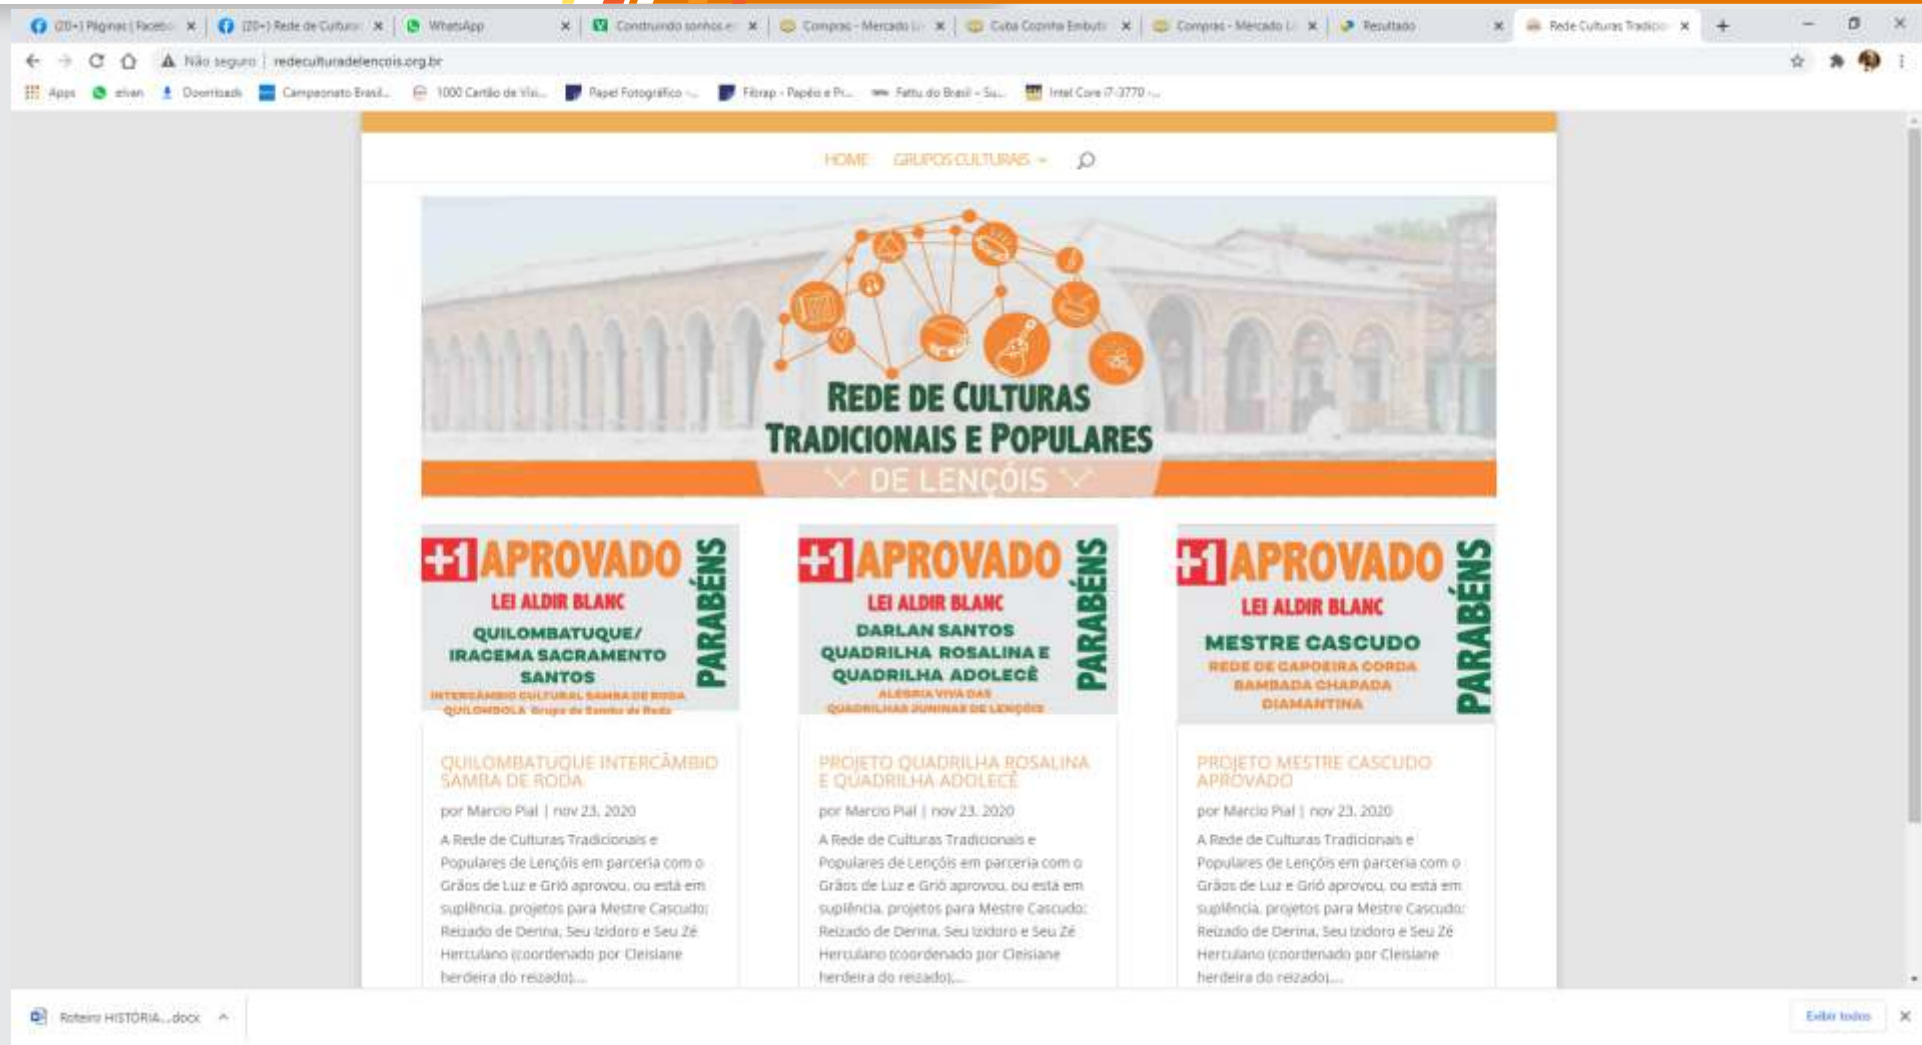 (20+) Páginas | Facebo
(20+) Rede de Cultura
WhatsApp
Construindo sonhos e
Compras - Mercado Li
Cuba Cozinha Embuti
Compras - Mercado Li
Resultado
Rede Culturas Tradicio
Não seguro | redeculturadelencois.org.br
Apps
Downloads
Campeonato Brasil...
1000 Cartão de Visi...
Papel Fotográfico -...
Fibrap - Papéis e Pr...
Fattu do Brasil – Su...
Intel Core i7-3770 -...
HOME
GRUPOS CULTURAIS
REDE DE CULTURAS
TRADICIONAIS E POPULARES
DE LENÇÓIS
+1 APROVADO
LEI ALDIR BLANC
QUILOMBATUQUE/
IRACEMA SACRAMENTO
SANTOS
INTERCÂMBIO CULTURAL SAMBA DE RODA
QUILOMBOLA Grupo de Samba de Roda
PARABÉNS
QUILOMBATUQUE INTERCÂMBIO
SAMBA DE RODA
por Marcio Pial | nov 23, 2020
A Rede de Culturas Tradicionais e
Populares de Lençóis em parceria com o
Grãos de Luz e Griô aprovou, ou está em
suplência, projetos para Mestre Cascudo;
Reizado de Derina, Seu Izidoro e Seu Zé
Herculano (coordenado por Cleisiane
herdeira do reizado)....
+1 APROVADO
LEI ALDIR BLANC
DARLAN SANTOS
QUADRILHA ROSALINA E
QUADRILHA ADOLECÊ
ALEGRIA VIVA DAS
QUADRILHAS JUNINAS DE LENÇÓIS
PARABÉNS
PROJETO QUADRILHA ROSALINA
E QUADRILHA ADOLECÊ
por Marcio Pial | nov 23, 2020
A Rede de Culturas Tradicionais e
Populares de Lençóis em parceria com o
Grãos de Luz e Griô aprovou, ou está em
suplência, projetos para Mestre Cascudo;
Reizado de Derina, Seu Izidoro e Seu Zé
Herculano (coordenado por Cleisiane
herdeira do reizado)....
+1 APROVADO
LEI ALDIR BLANC
MESTRE CASCUDO
REDE DE CAPOEIRA CORDA
BAMBADA CHAPADA
DIAMANTINA
PARABÉNS
PROJETO MESTRE CASCUDO
APROVADO
por Marcio Pial | nov 23, 2020
A Rede de Culturas Tradicionais e
Populares de Lençóis em parceria com o
Grãos de Luz e Griô aprovou, ou está em
suplência, projetos para Mestre Cascudo;
Reizado de Derina, Seu Izidoro e Seu Zé
Herculano (coordenado por Cleisiane
herdeira do reizado)....
Roteiro HISTÓRIA....docx
Exibir todos